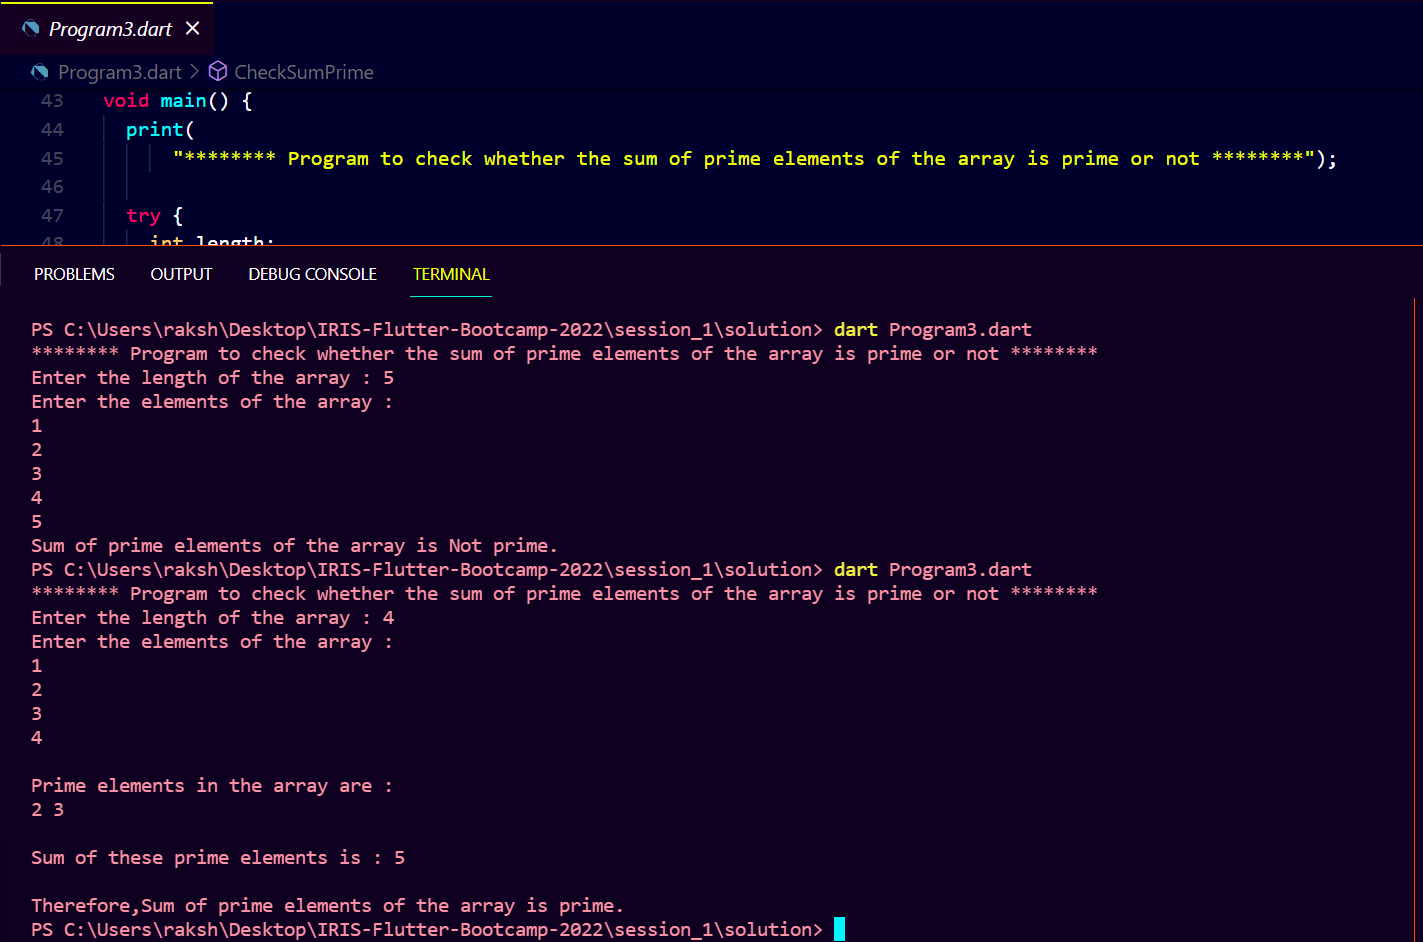 Program3.dart
Program3.dart > CheckSumPrime
43 void main() {
44 print(
45 "******** Program to check whether the sum of prime elements of the array is prime or not ********");
46
47 try {
48 int length;
PROBLEMS OUTPUT DEBUG CONSOLE TERMINAL
PS C:\Users\raksh\Desktop\IRIS-Flutter-Bootcamp-2022\session_1\solution> dart Program3.dart
******** Program to check whether the sum of prime elements of the array is prime or not ********
Enter the length of the array : 5
Enter the elements of the array :
1
2
3
4
5
Sum of prime elements of the array is Not prime.
PS C:\Users\raksh\Desktop\IRIS-Flutter-Bootcamp-2022\session_1\solution> dart Program3.dart
******** Program to check whether the sum of prime elements of the array is prime or not ********
Enter the length of the array : 4
Enter the elements of the array :
1
2
3
4
Prime elements in the array are :
2 3
Sum of these prime elements is : 5
Therefore,Sum of prime elements of the array is prime.
PS C:\Users\raksh\Desktop\IRIS-Flutter-Bootcamp-2022\session_1\solution>